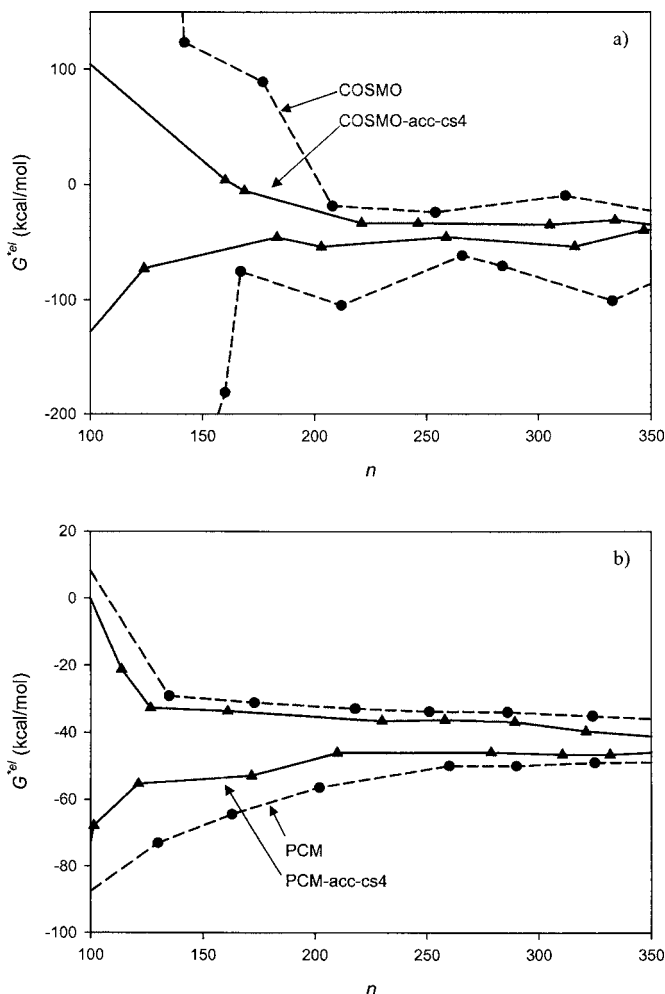 a)
100
0
-100
-200
G*el (kcal/mol)
COSMO
COSMO-acc-cs4
100 150 200 250 300 350
n
b)
20
0
-20
-40
-60
-80
-100
G*el (kcal/mol)
PCM
PCM-acc-cs4
100 150 200 250 300 350
n